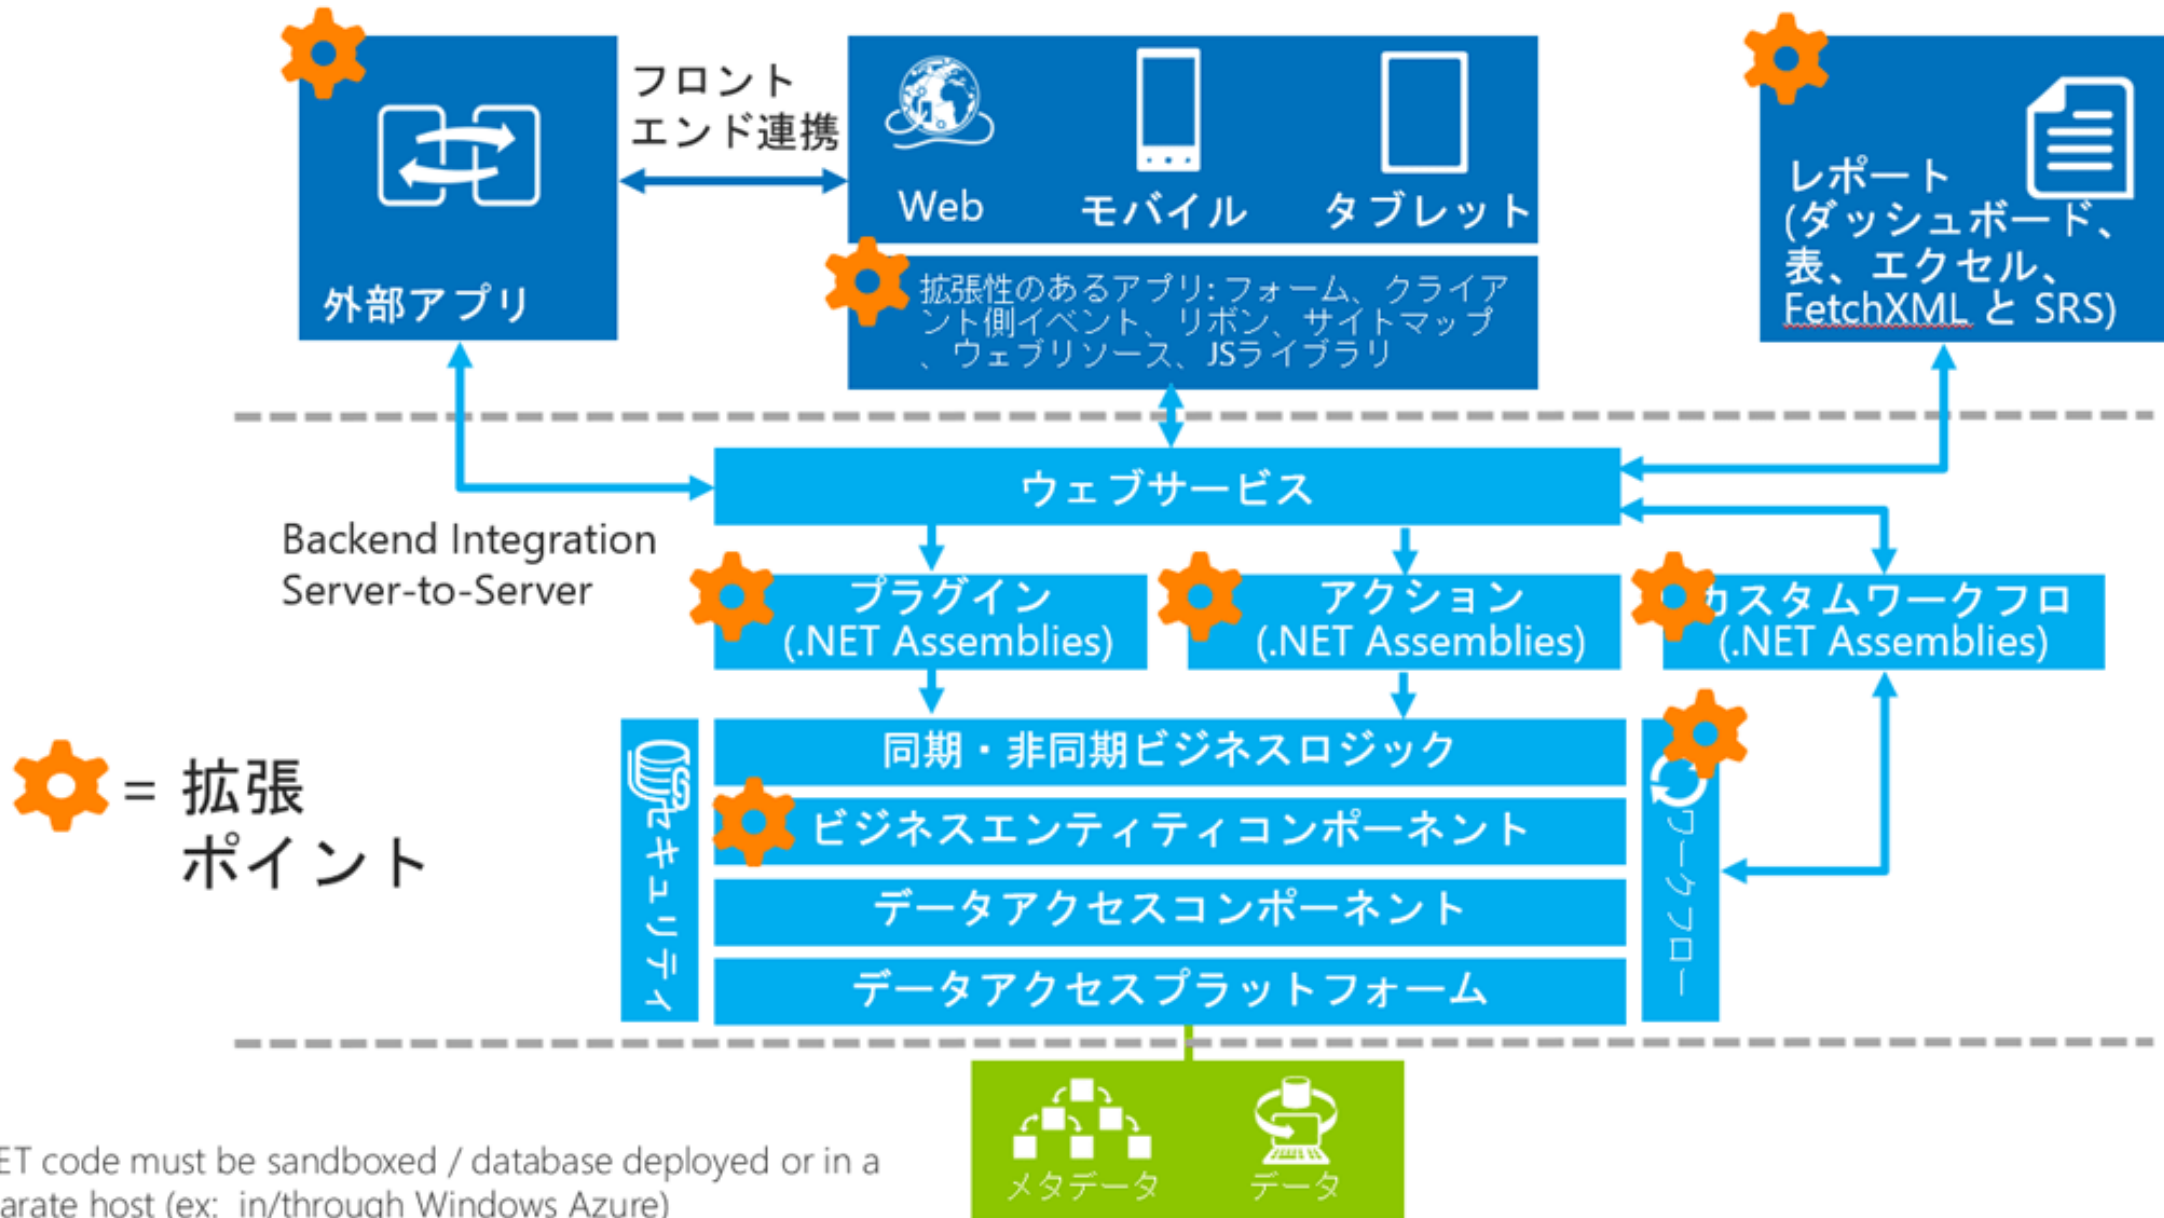 フロント
エンド連携
外部アプリ
Web
モバイル
タブレット
拡張性のあるアプリ: フォーム、クライア
ント側イベント、リボン、サイトマップ
、ウェブリソース、JSライブラリ
レポート
(ダッシュボード、
表、エクセル、
FetchXML と SRS)
ウェブサービス
Backend Integration
Server-to-Server
プラグイン
(.NET Assemblies)
アクション
(.NET Assemblies)
カスタムワークフロ
(.NET Assemblies)
= 拡張
ポイント
セキュリティ
同期・非同期ビジネスロジック
ビジネスエンティティコンポーネント
データアクセスコンポーネント
データアクセスプラットフォーム
ワークフロー
メタデータ
データ
ET code must be sandboxed / database deployed or in a
arate host (ex: in/through Windows Azure)